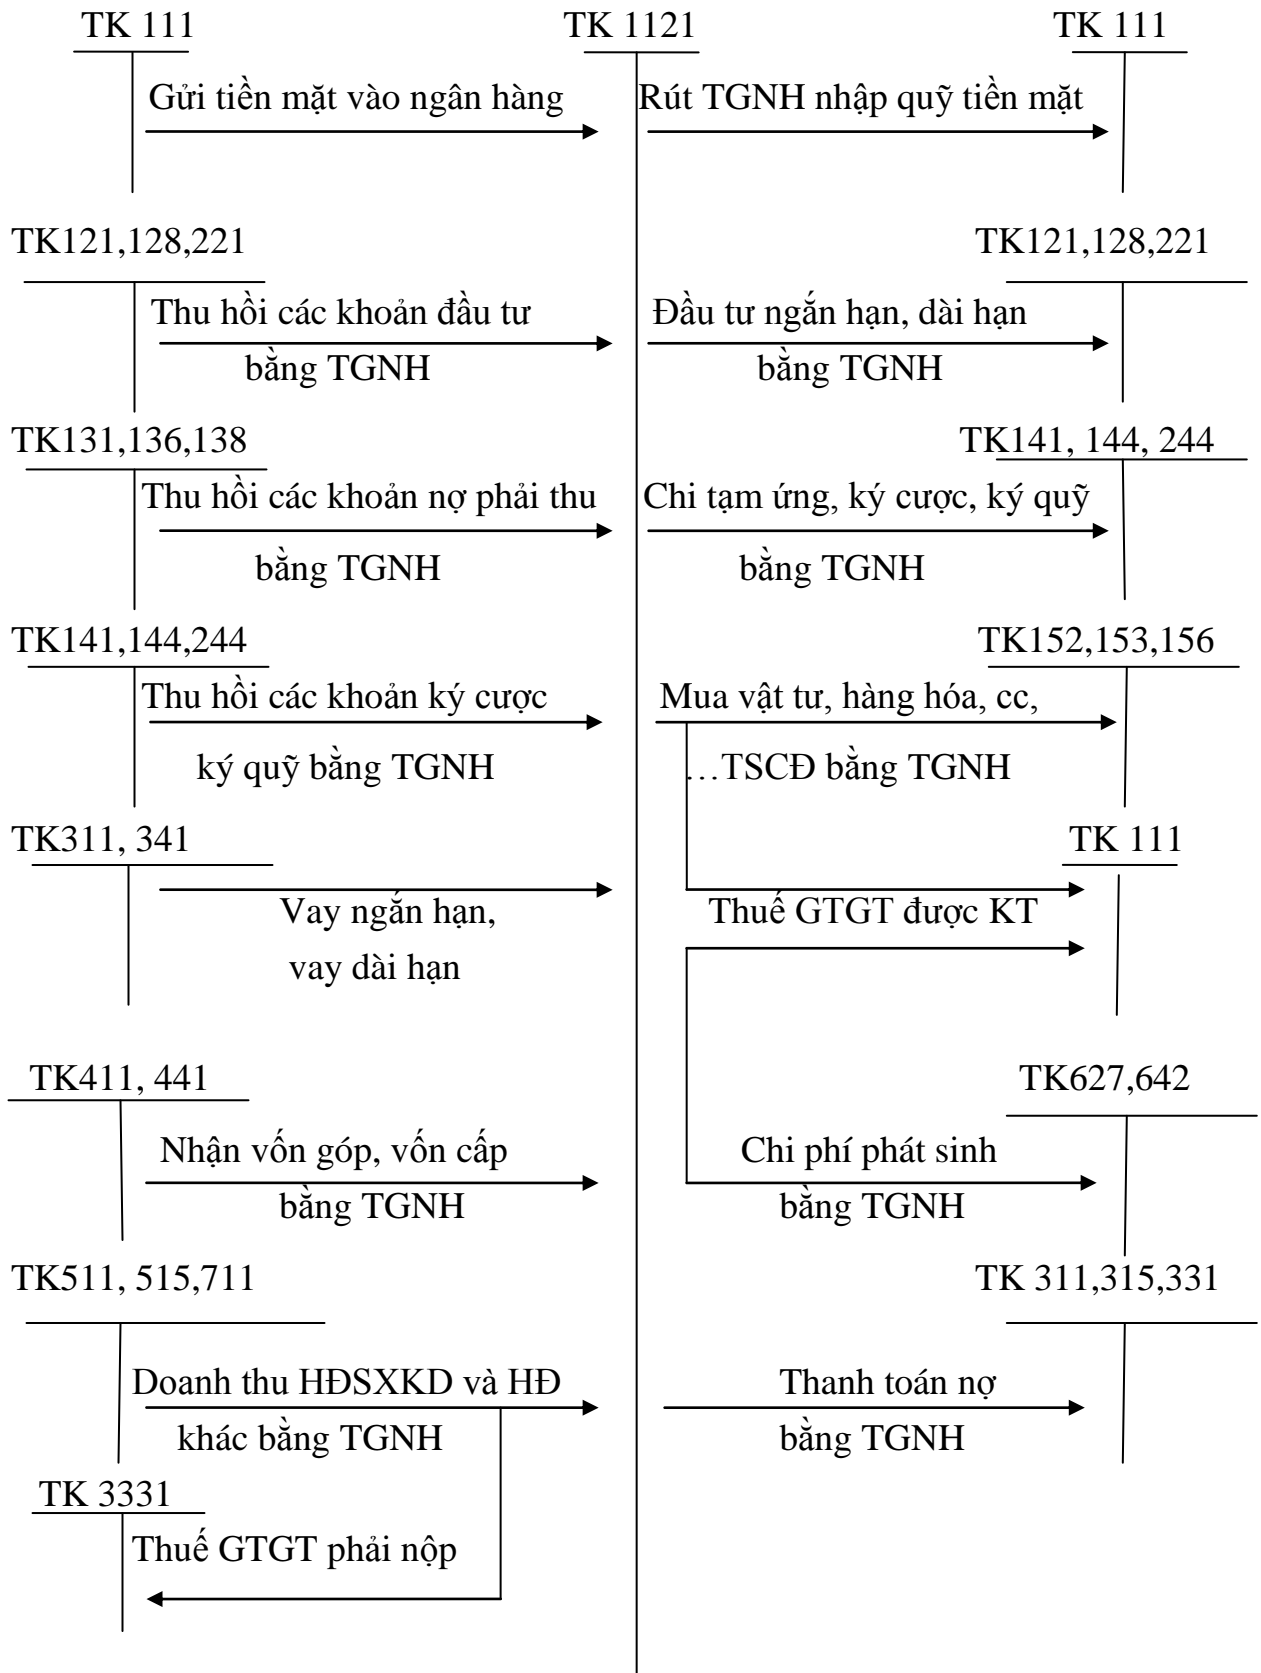 TK 111
TK 1121
TK 111
Gửi tiền mặt vào ngân hàng
Rút TGNH nhập quỹ tiền mặt
TK121,128,221
TK121,128,221
Thu hồi các khoản đầu tư
bằng TGNH
Đầu tư ngắn hạn, dài hạn
bằng TGNH
TK131,136,138
TK141, 144, 244
Thu hồi các khoản nợ phải thu
bằng TGNH
Chi tạm ứng, ký cược, ký quỹ
bằng TGNH
TK141,144,244
TK152,153,156
Thu hồi các khoản ký cược
ký quỹ bằng TGNH
Mua vật tư, hàng hóa, cc,
…TSCĐ bằng TGNH
TK311, 341
TK 111
Vay ngắn hạn,
vay dài hạn
Thuế GTGT được KT
TK411, 441
TK627,642
Nhận vốn góp, vốn cấp
bằng TGNH
Chi phí phát sinh
bằng TGNH
TK511, 515,711
TK 311,315,331
Doanh thu HĐSXKD và HĐ
khác bằng TGNH
Thanh toán nợ
bằng TGNH
TK 3331
Thuế GTGT phải nộp